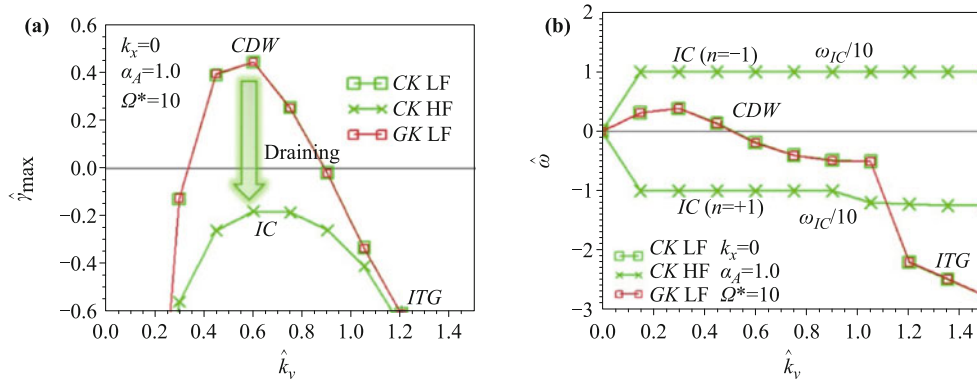 (a)
0.6
0.4
0.2
0.0
−0.2
−0.4
−0.6
γ̂max
k_x=0
α_A=1.0
Ω*=10
CDW
CK LF
CK HF
GK LF
Draining
IC
ITG
0.0 0.2 0.4 0.6 0.8 1.0 1.2 1.4
k̂_y
(b)
2
1
0
−1
−2
−3
ω̂
IC (n=−1) ω_IC/10
CDW
IC (n=+1) ω_IC/10
CK LF k_x=0
CK HF α_A=1.0
GK LF Ω*=10
ITG
0.0 0.2 0.4 0.6 0.8 1.0 1.2 1.4
k̂_y